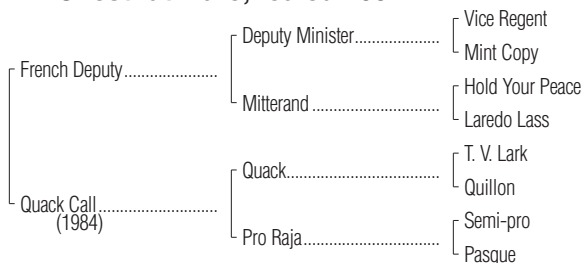 Vice Regent
Deputy Minister
Mint Copy
French Deputy
Hold Your Peace
Mitterand
Laredo Lass
T. V. Lark
Quack
Quillon
Quack Call
(1984)
Semi-pro
Pro Raja
Pasque